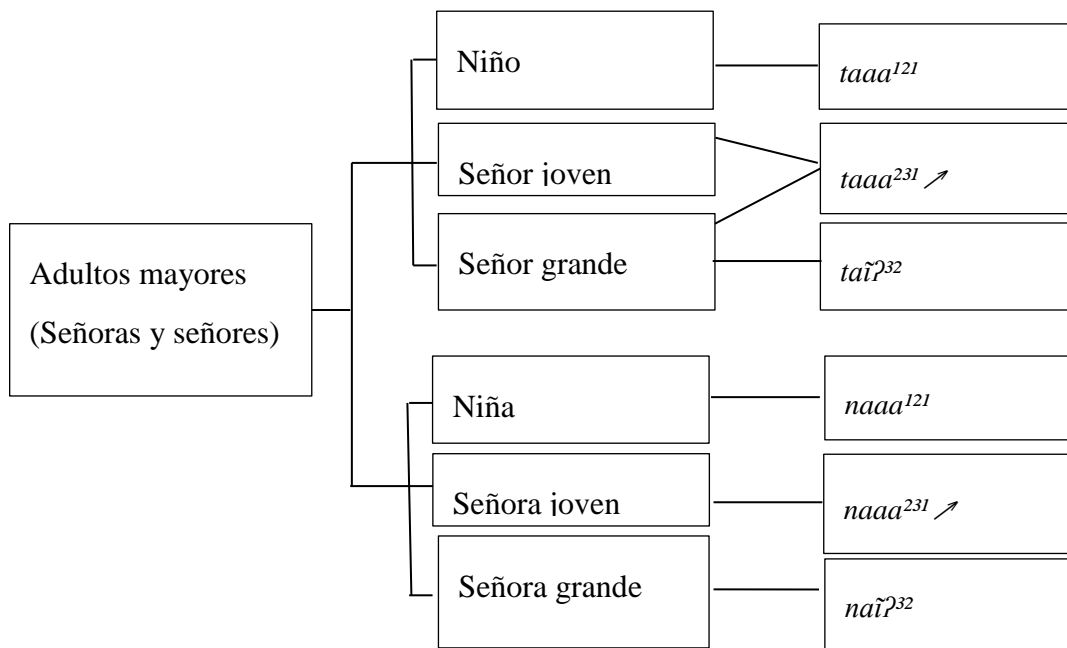 Niño
taaa¹²¹
Señor joven
taaa²³¹ ↗
Señor grande
taĩʔ³²
Adultos mayores
(Señoras y señores)
Niña
naaa¹²¹
Señora joven
naaa²³¹ ↗
Señora grande
naĩʔ³²